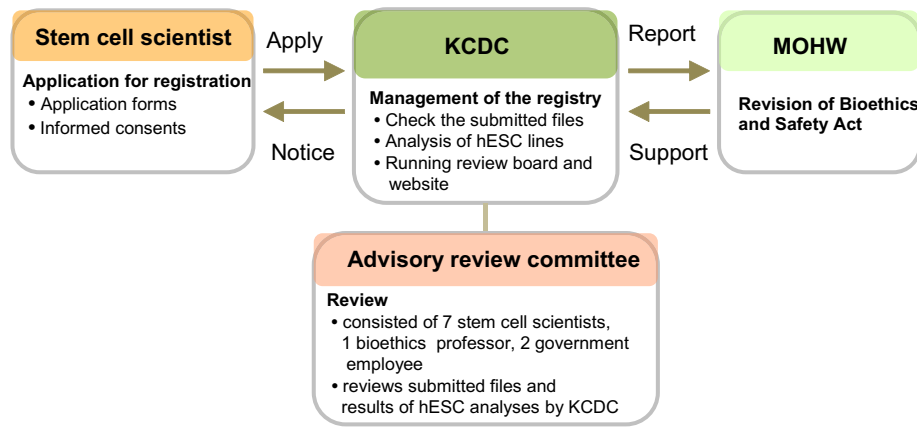 Stem cell scientist
Application for registration
• Application forms
• Informed consents
Apply
Notice
KCDC
Management of the registry
• Check the submitted files
• Analysis of hESC lines
• Running review board and
website
Report
Support
MOHW
Revision of Bioethics
and Safety Act
Advisory review committee
Review
• consisted of 7 stem cell scientists,
1 bioethics professor, 2 government
employee
• reviews submitted files and
results of hESC analyses by KCDC